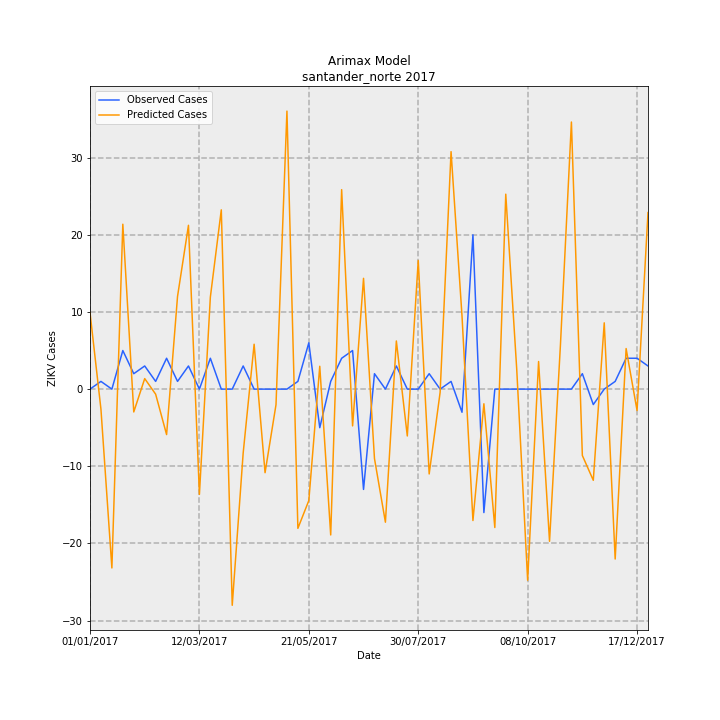 Arimax Model
santander_norte 2017
Observed Cases
Predicted Cases
ZIKV Cases
30
20
10
0
−10
−20
−30
01/01/2017 12/03/2017 21/05/2017 30/07/2017 08/10/2017 17/12/2017
Date